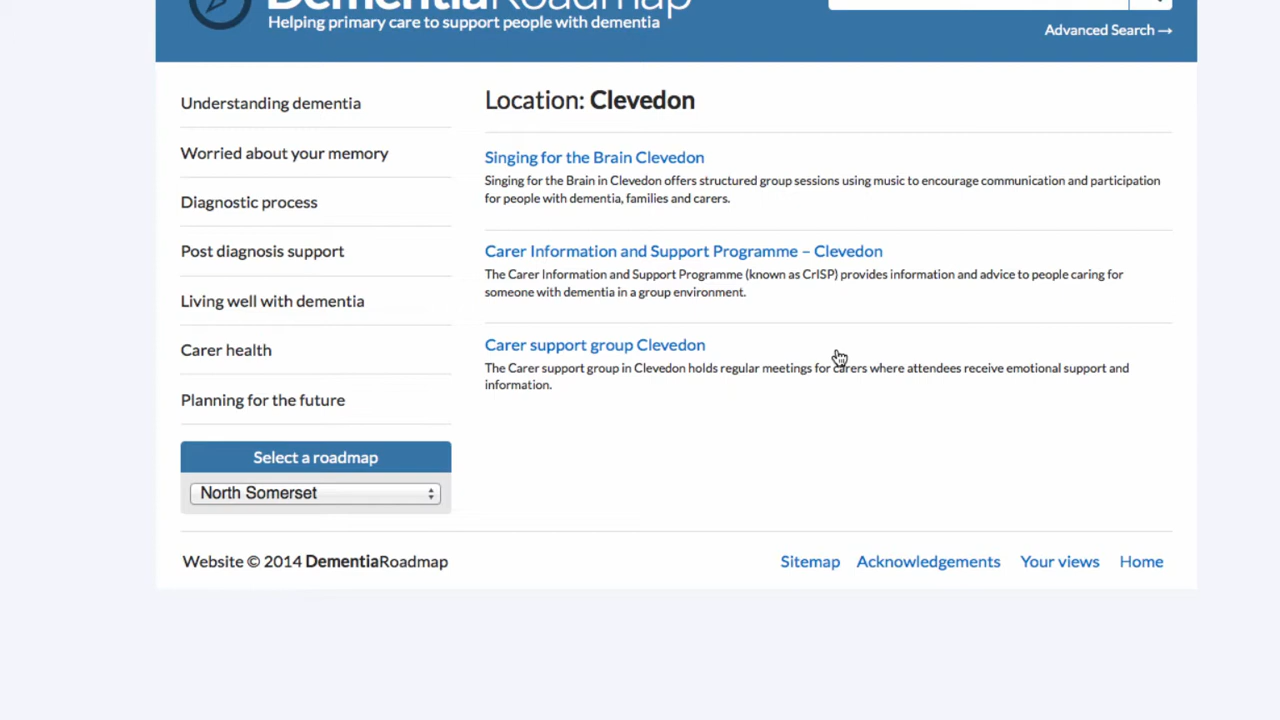 DementiaRoadmap
Helping primary care to support people with dementia
Advanced Search →
Understanding dementia
Worried about your memory
Diagnostic process
Post diagnosis support
Living well with dementia
Carer health
Planning for the future
Select a roadmap
North Somerset
Location: Clevedon
Singing for the Brain Clevedon
Singing for the Brain in Clevedon offers structured group sessions using music to encourage communication and participation
for people with dementia, families and carers.
Carer Information and Support Programme – Clevedon
The Carer Information and Support Programme (known as CrISP) provides information and advice to people caring for
someone with dementia in a group environment.
Carer support group Clevedon
The Carer support group in Clevedon holds regular meetings for carers where attendees receive emotional support and
information.
Website © 2014 DementiaRoadmap
Sitemap Acknowledgements Your views Home